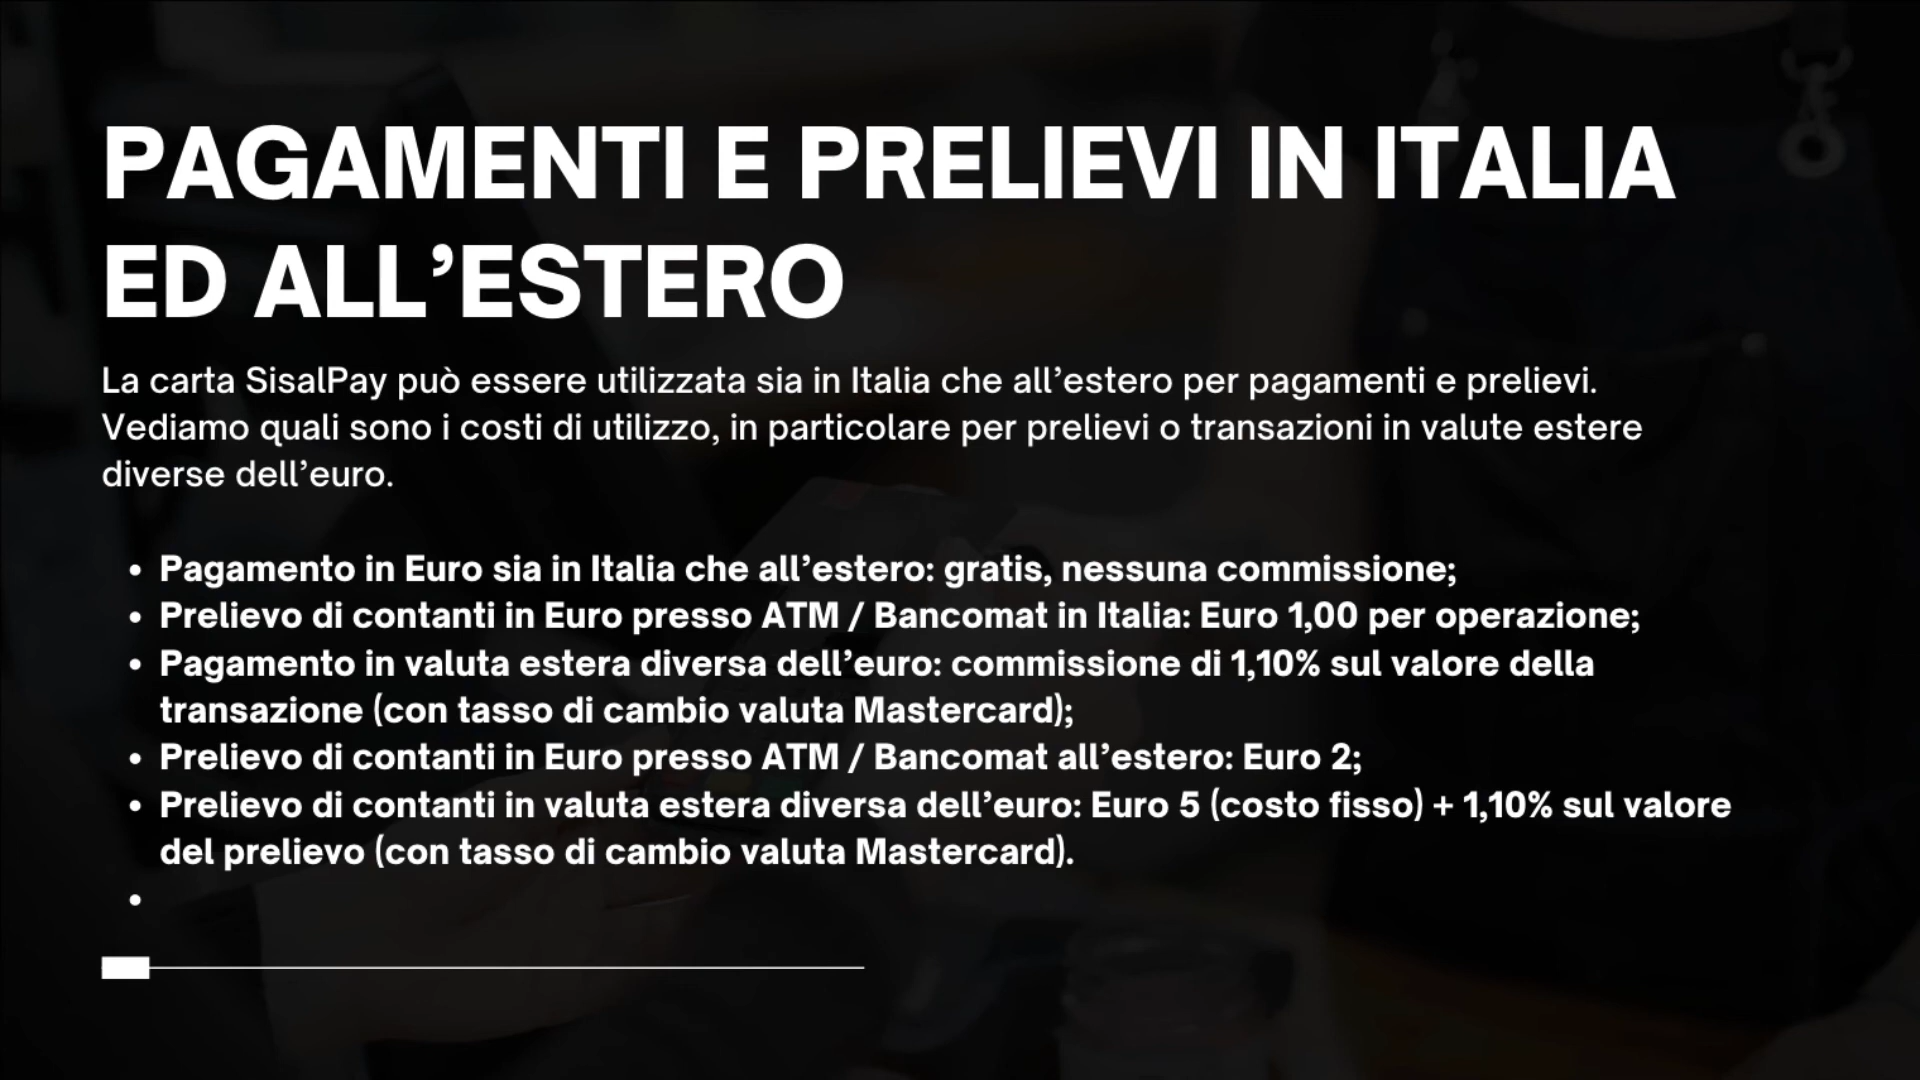 PAGAMENTI E PRELIEVI IN ITALIA
ED ALL’ESTERO
La carta SisalPay può essere utilizzata sia in Italia che all’estero per pagamenti e prelievi.
Vediamo quali sono i costi di utilizzo, in particolare per prelievi o transazioni in valute estere
diverse dell’euro.
• Pagamento in Euro sia in Italia che all’estero: gratis, nessuna commissione;
• Prelievo di contanti in Euro presso ATM / Bancomat in Italia: Euro 1,00 per operazione;
• Pagamento in valuta estera diversa dell’euro: commissione di 1,10% sul valore della
transazione (con tasso di cambio valuta Mastercard);
• Prelievo di contanti in Euro presso ATM / Bancomat all’estero: Euro 2;
• Prelievo di contanti in valuta estera diversa dell’euro: Euro 5 (costo fisso) + 1,10% sul valore
del prelievo (con tasso di cambio valuta Mastercard).
•